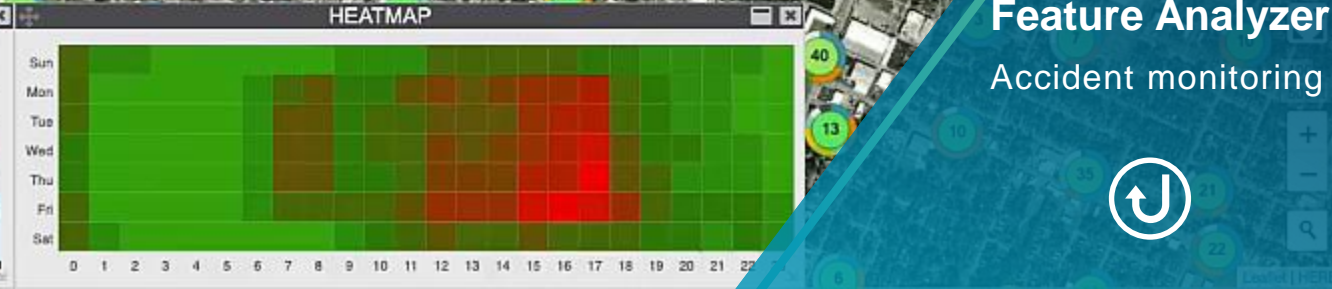 HEATMAP
Sun
Mon
Tue
Wed
Thu
Fri
Sat
0 1 2 3 4 5 6 7 8 9 10 11 12 13 14 15 16 17 18 19 20 21 22
40
13
Feature Analyzer
Accident monitoring
10
35
21
22
6
+
−
Leaflet | HERE